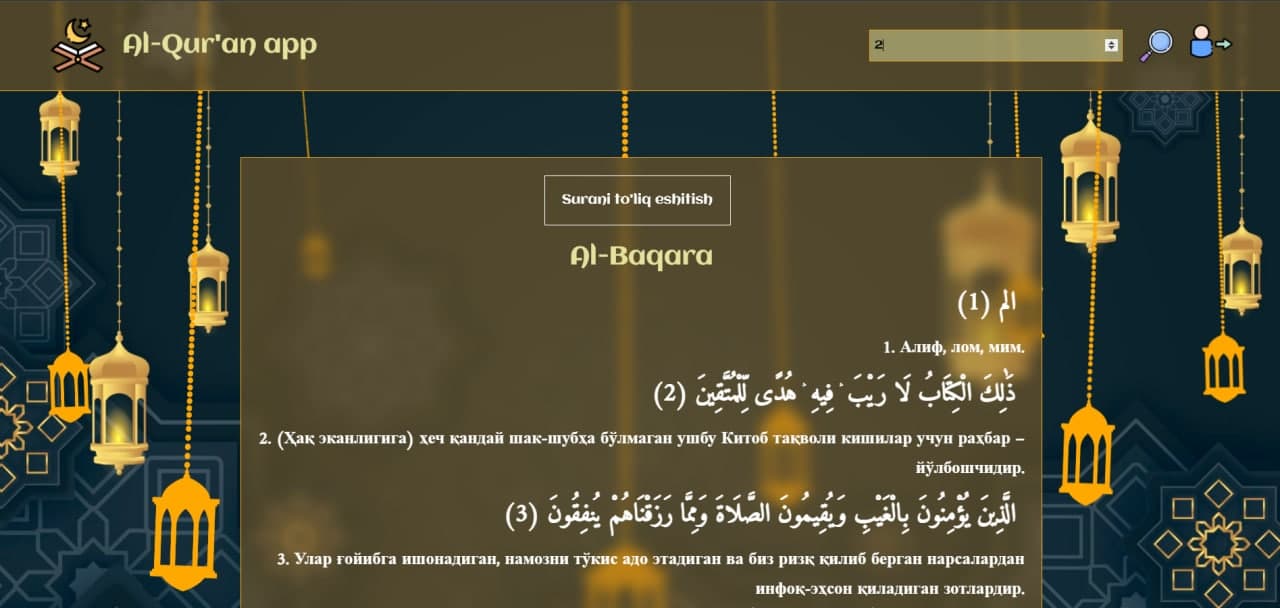 Al-Qur'an app
2
Surani to'liq eshitish
Al-Baqara
الم (1)
1. Алиф, лом, мим.
ذَٰلِكَ الْكِتَابُ لَا رَيْبَ ۛ فِيهِ ۛ هُدًى لِّلْمُتَّقِينَ (2)
2. (Ҳақ эканлигига) ҳеч қандай шак-шубҳа бўлмаган ушбу Китоб тақволи кишилар учун раҳбар –
йўлбошчидир.
الَّذِينَ يُؤْمِنُونَ بِالْغَيْبِ وَيُقِيمُونَ الصَّلَاةَ وَمِمَّا رَزَقْنَاهُمْ يُنفِقُونَ (3)
3. Улар ғойибга ишонадиган, намозни тўкис адо этадиган ва биз ризқ қилиб берган нарсалардан
инфоқ-эҳсон қиладиган зотлардир.